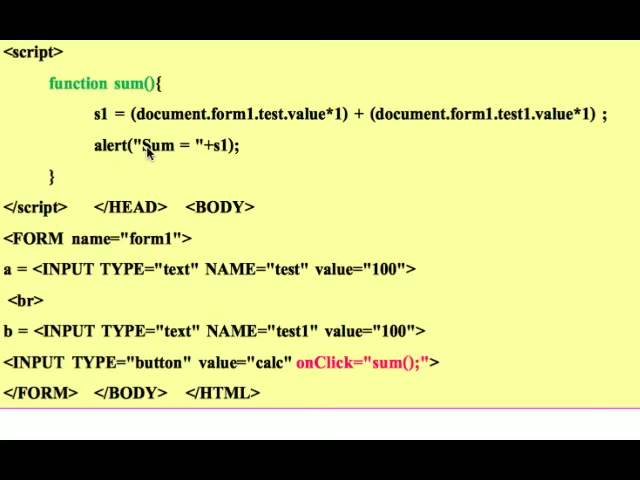 <script>
function sum(){
s1 = (document.form1.test.value*1) + (document.form1.test1.value*1) ;
alert("Sum = "+s1);
}
</script> </HEAD> <BODY>
<FORM name="form1">
a = <INPUT TYPE="text" NAME="test" value="100">
<br>
b = <INPUT TYPE="text" NAME="test1" value="100">
<INPUT TYPE="button" value="calc" onClick="sum();">
</FORM> </BODY> </HTML>